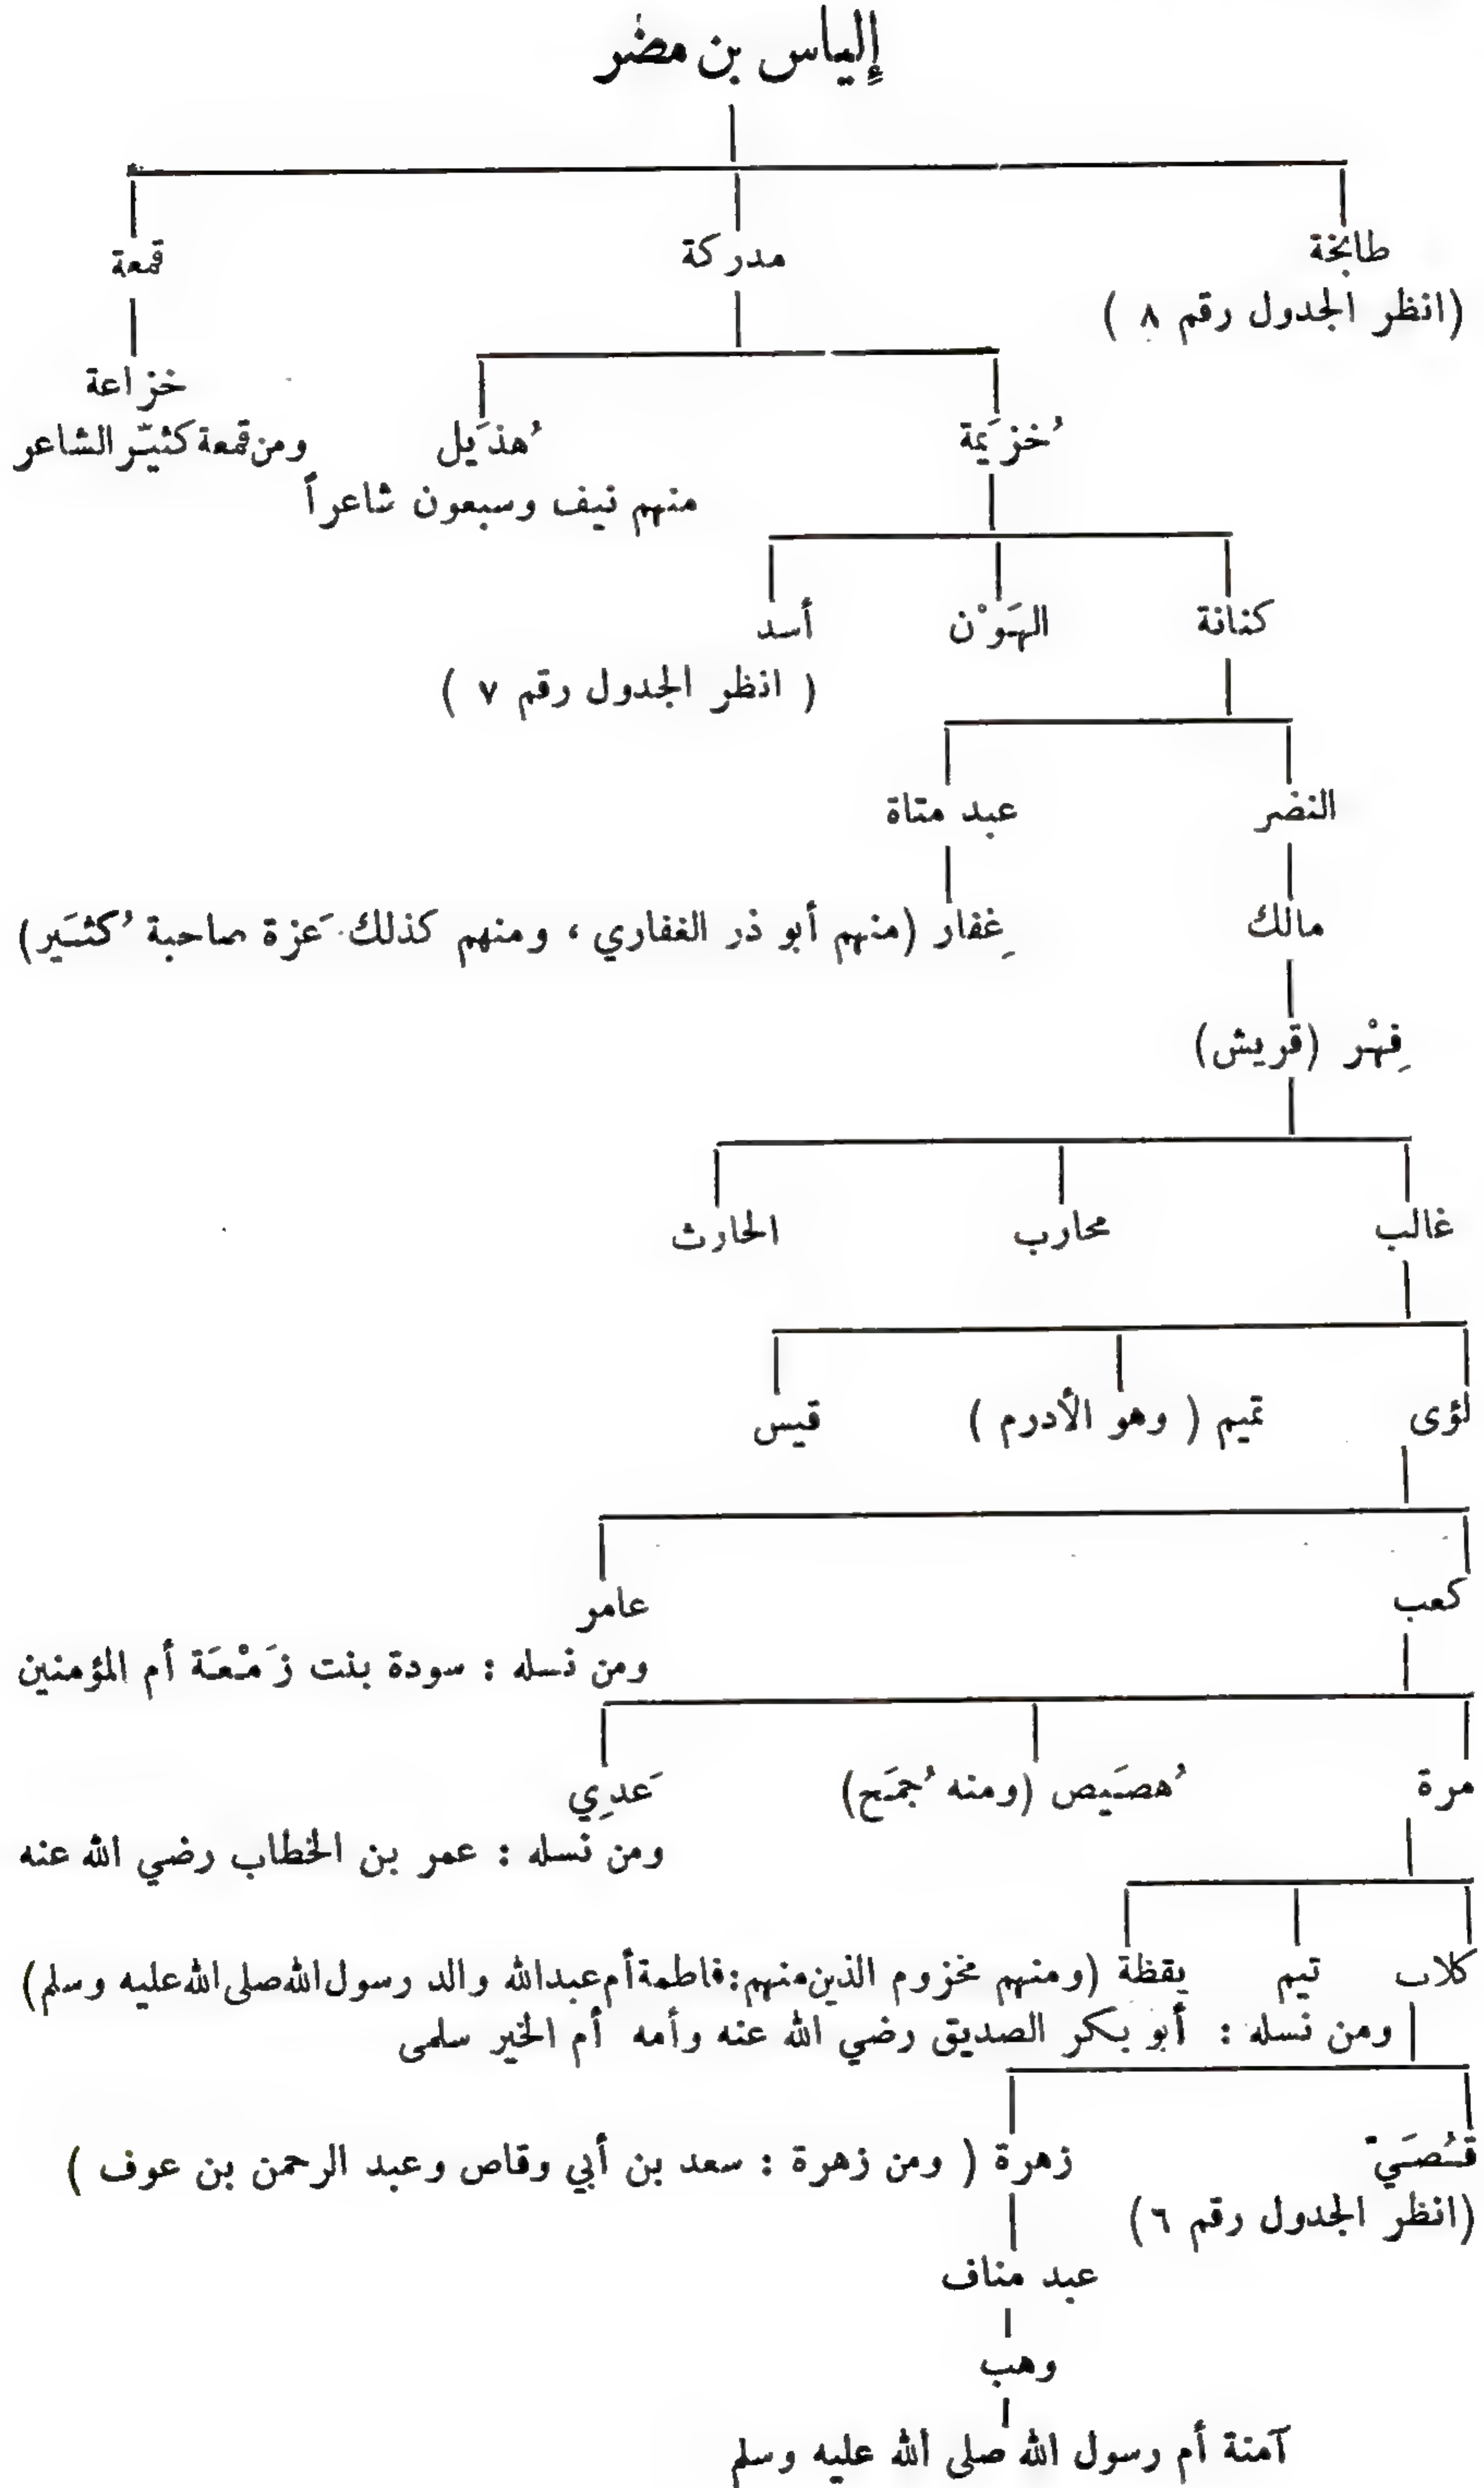 إلياس بن مضر
طابخة مدركة قمعة
(انظر الجدول رقم ٨ )
خزاعة
خُزَيمة هُذَيل ومن قمعة كثيّر الشاعر
منهم نيف وسبعون شاعراً
كنانة الهَوْن أسد
( انظر الجدول رقم ٧ )
النضر عبد متاة
مالك غِفار (منهم أبو ذر الغفاري ، ومنهم كذلك عَزة صاحبة كُثَيّر)
فِهْر (قريش)
غالب محارب الحارث
لؤى تميم ( وهو الأدرم ) قيس
كعب عامر
ومن نسله : سودة بنت زَمْعَة أم المؤمنين
مرة هُصَيص (ومنه جُمَح) عَدِي
ومن نسله : عمر بن الخطاب رضي الله عنه
كلاب تيم يقظة (ومنهم مخزوم الذين منهم : فاطمة أم عبدالله والد رسول الله صلى الله عليه وسلم)
ومن نسله : أبو بكر الصديق رضي الله عنه وأمه أم الخير سلمى
قُصَيّ زهرة ( ومن زهرة : سعد بن أبي وقاص وعبد الرحمن بن عوف )
(انظر الجدول رقم ٦)
عبد مناف
وهب
آمنة أم رسول الله صلى الله عليه وسلم